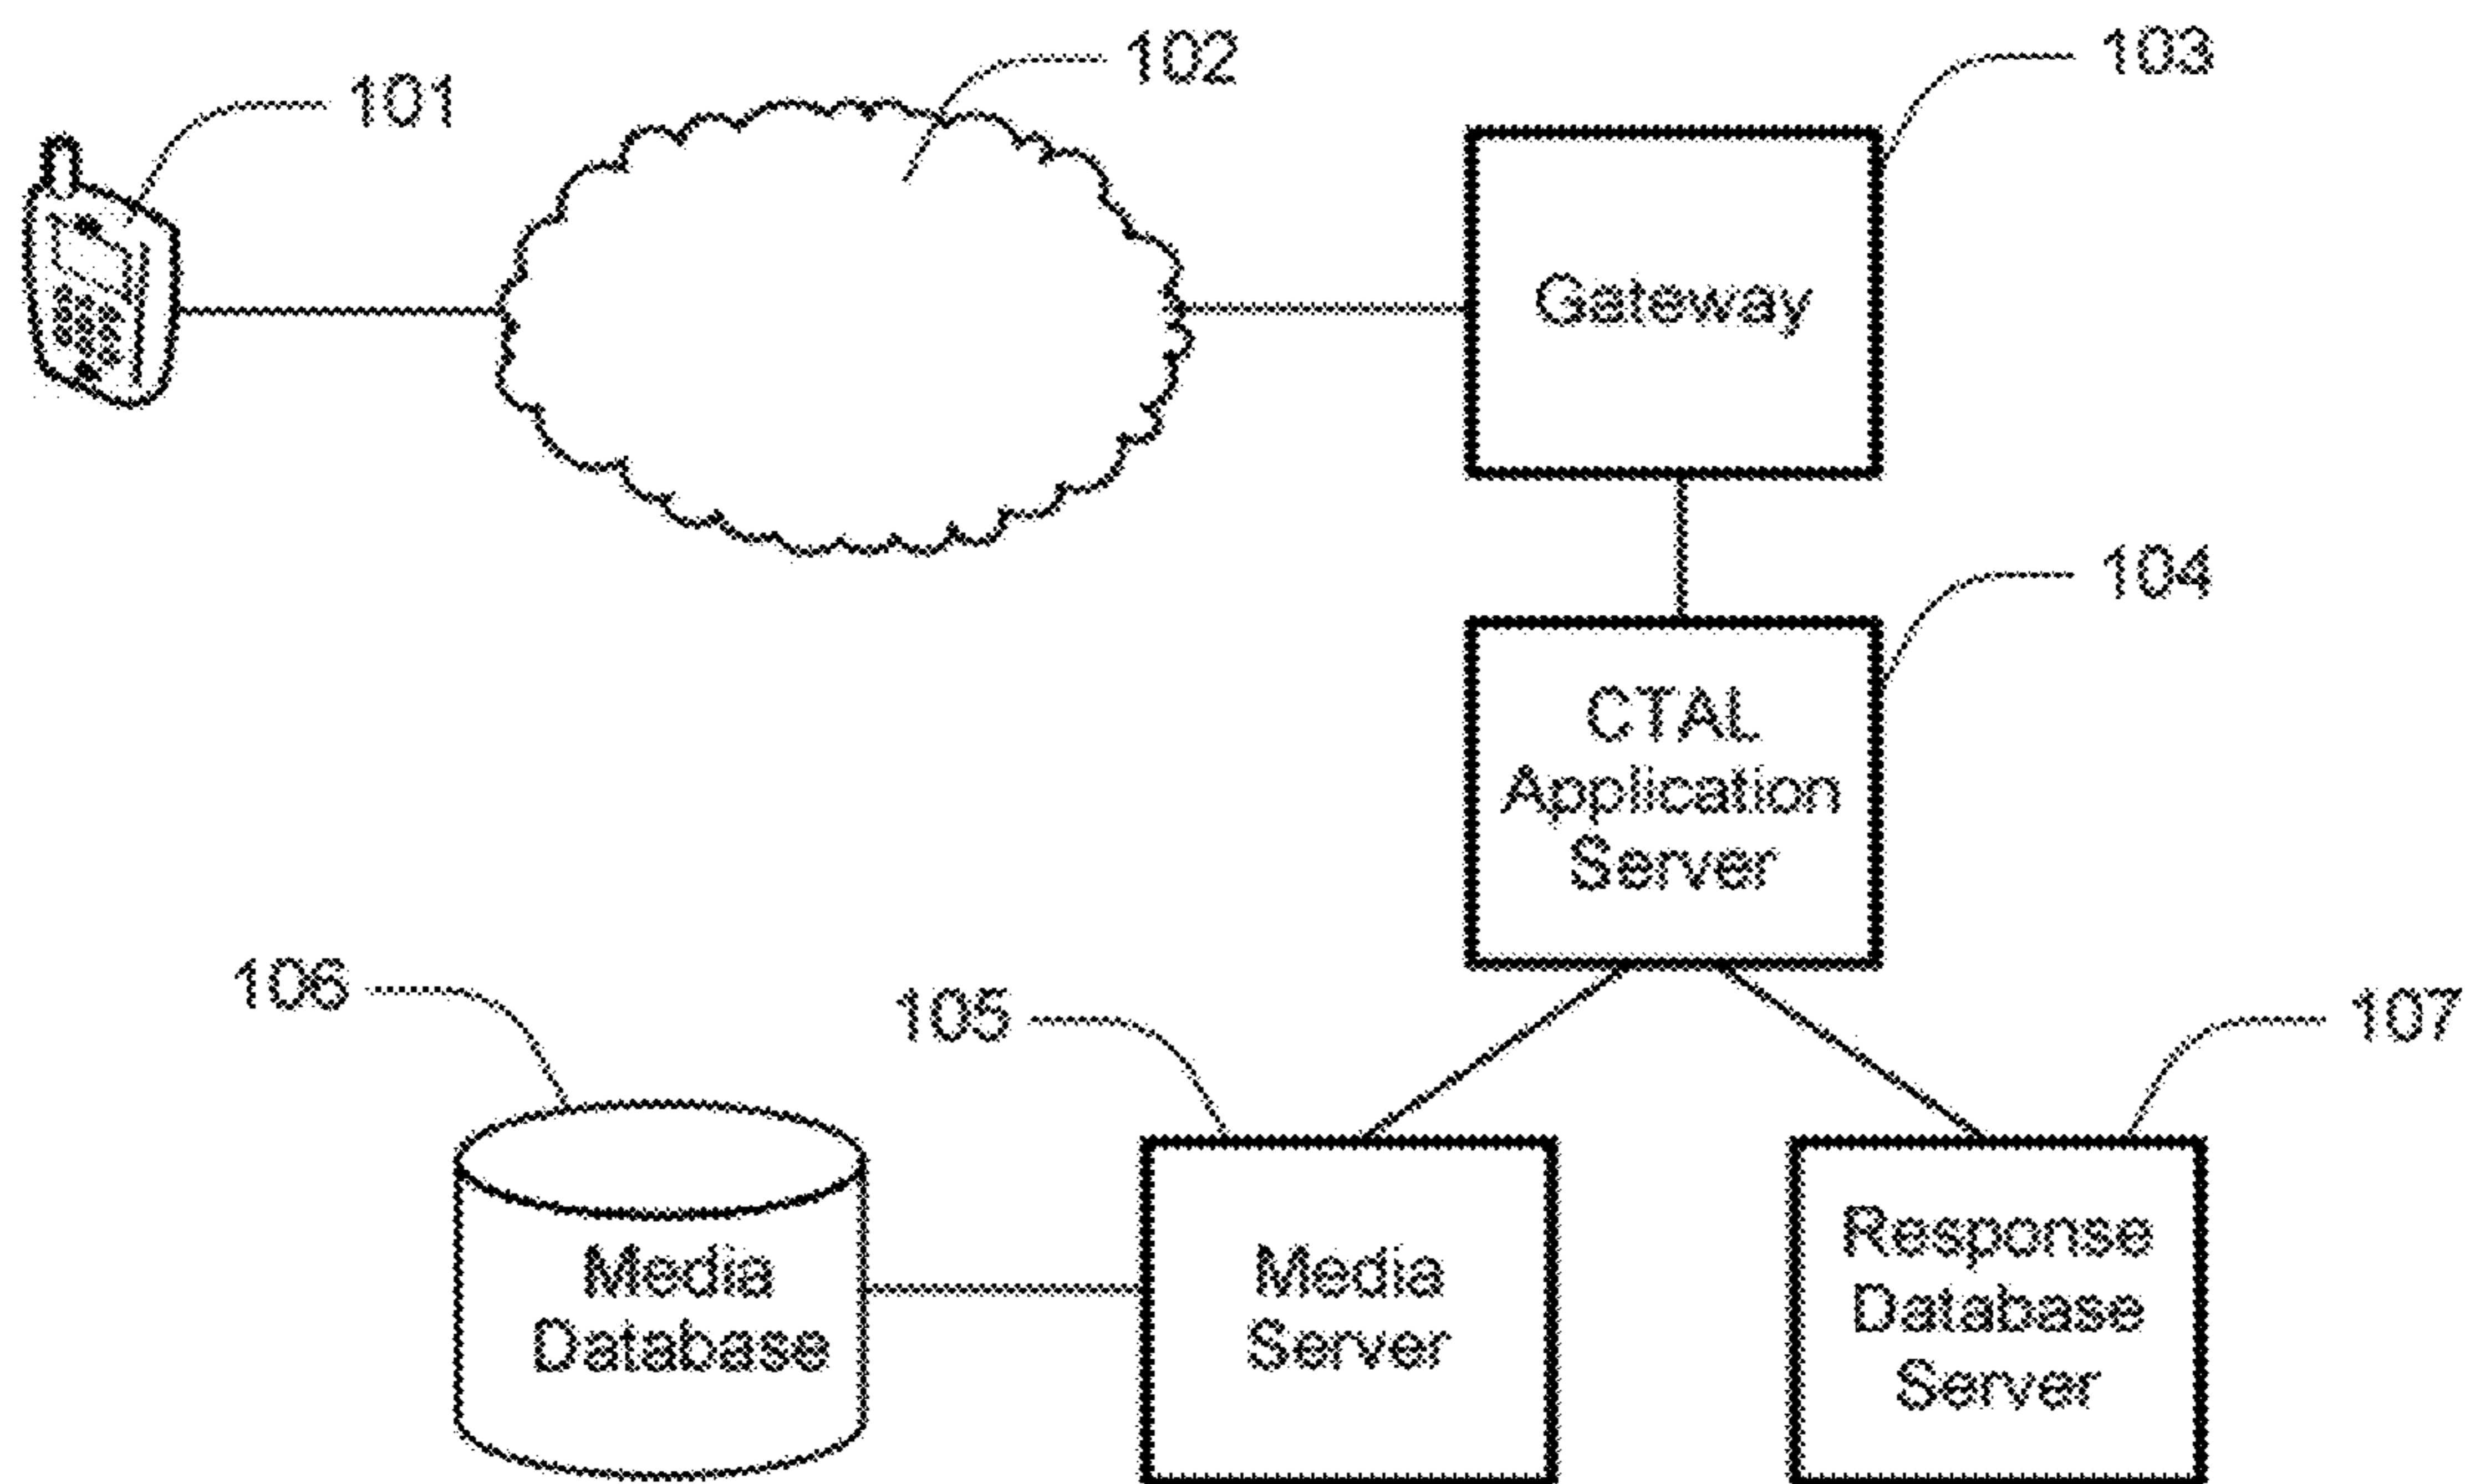 101
102
103
Gateway
104
CTAL
Application
Server
106
105
107
Media
Database
Media
Server
Response
Database
Server